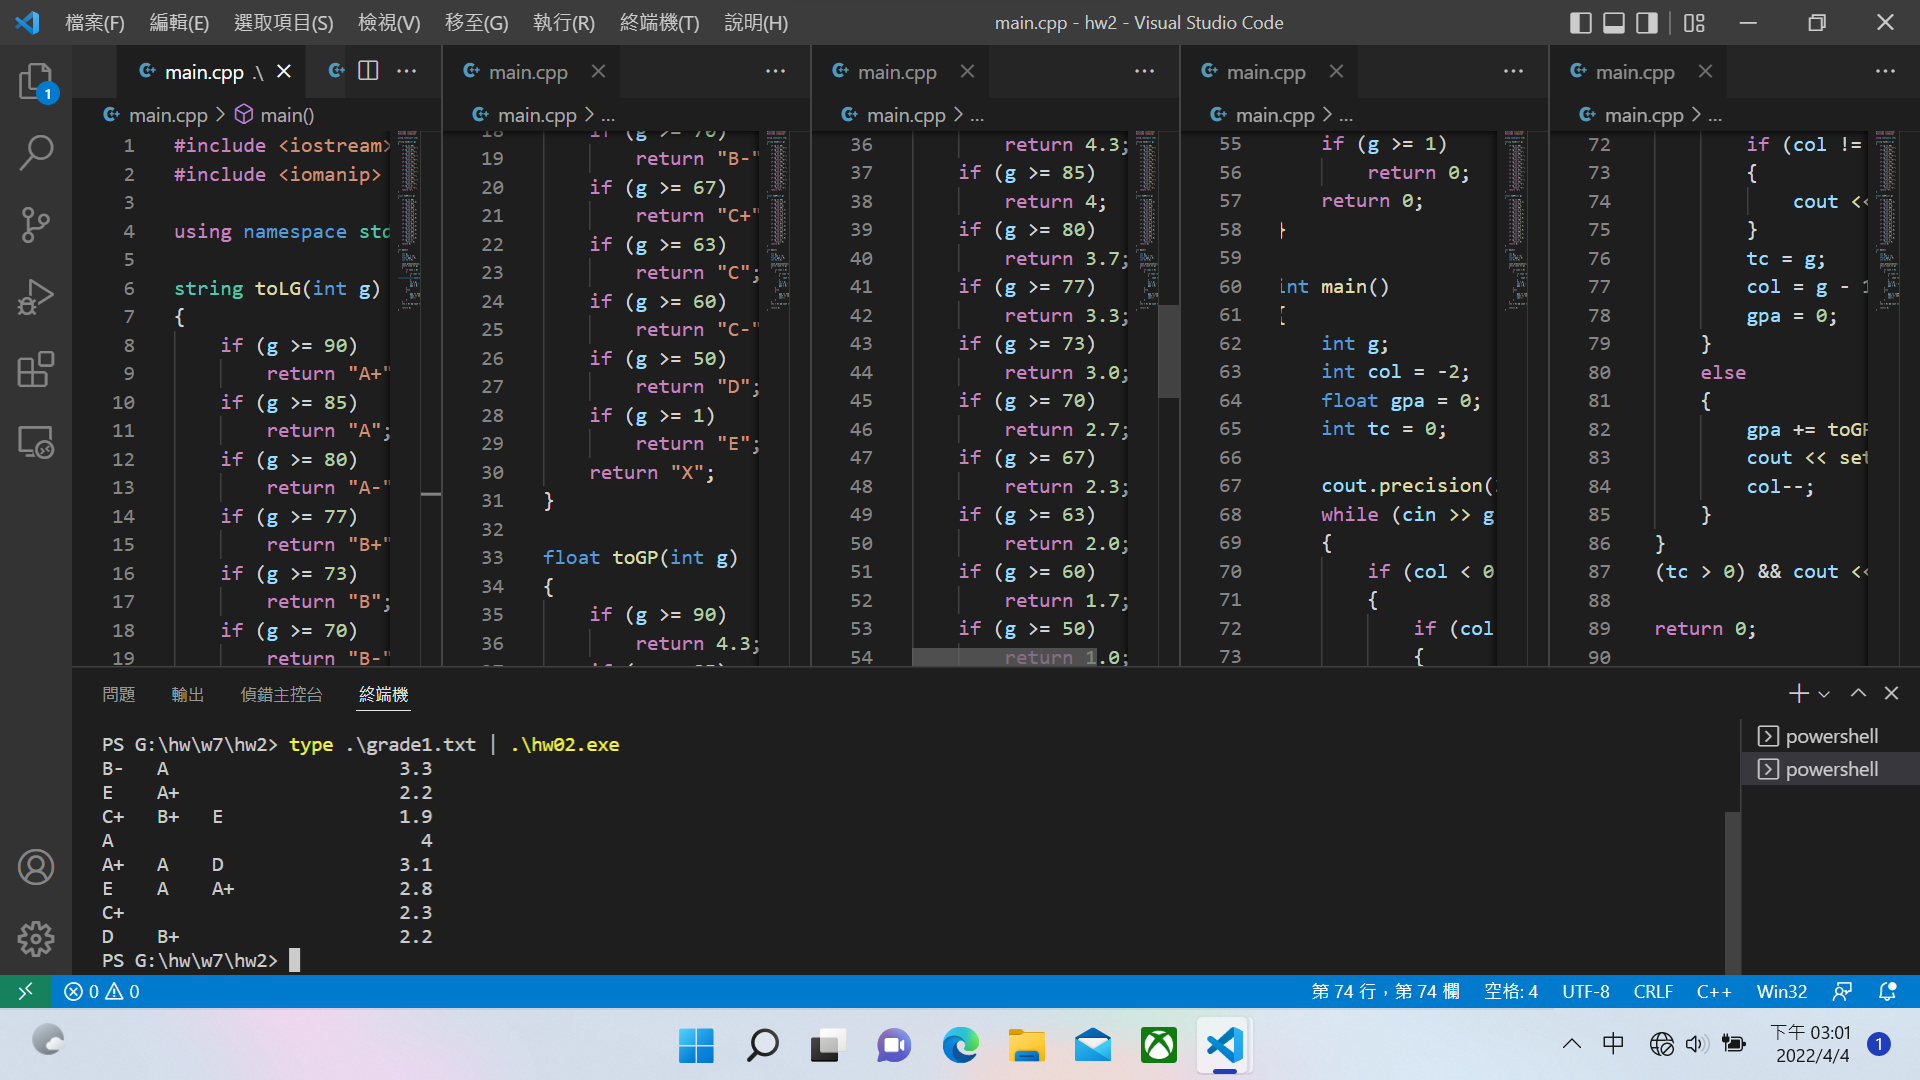 檔案(F) 編輯(E) 選取項目(S) 檢視(V) 移至(G) 執行(R) 終端機(T) 說明(H)
main.cpp - hw2 - Visual Studio Code
main.cpp .\
main.cpp > main()
1 #include <iostream>
2 #include <iomanip>
3
4 using namespace std
5
6 string toLG(int g)
7 {
8 if (g >= 90)
9 return "A+"
10 if (g >= 85)
11 return "A";
12 if (g >= 80)
13 return "A-"
14 if (g >= 77)
15 return "B+"
16 if (g >= 73)
17 return "B";
18 if (g >= 70)
19 return "B-"
main.cpp
main.cpp > ...
18 if (g >= 70)
19 return "B-"
20 if (g >= 67)
21 return "C+"
22 if (g >= 63)
23 return "C";
24 if (g >= 60)
25 return "C-"
26 if (g >= 50)
27 return "D";
28 if (g >= 1)
29 return "E";
30 return "X";
31 }
32
33 float toGP(int g)
34 {
35 if (g >= 90)
36 return 4.3;
main.cpp
main.cpp > ...
36 return 4.3;
37 if (g >= 85)
38 return 4;
39 if (g >= 80)
40 return 3.7;
41 if (g >= 77)
42 return 3.3;
43 if (g >= 73)
44 return 3.0;
45 if (g >= 70)
46 return 2.7;
47 if (g >= 67)
48 return 2.3;
49 if (g >= 63)
50 return 2.0;
51 if (g >= 60)
52 return 1.7;
53 if (g >= 50)
54 return 1.0;
main.cpp
main.cpp > ...
55 if (g >= 1)
56 return 0;
57 return 0;
58 }
59
60 int main()
61 {
62 int g;
63 int col = -2;
64 float gpa = 0;
65 int tc = 0;
66
67 cout.precision(
68 while (cin >> g
69 {
70 if (col < 0
71 {
72 if (col
73 {
main.cpp
main.cpp > ...
72 if (col !=
73 {
74 cout <<
75 }
76 tc = g;
77 col = g - 1
78 gpa = 0;
79 }
80 else
81 {
82 gpa += toGP
83 cout << set
84 col--;
85 }
86 }
87 (tc > 0) && cout <<
88
89 return 0;
90
問題 輸出 偵錯主控台 終端機
PS G:\hw\w7\hw2> type .\grade1.txt | .\hw02.exe
B- A 3.3
E A+ 2.2
C+ B+ E 1.9
A 4
A+ A D 3.1
E A A+ 2.8
C+ 2.3
D B+ 2.2
PS G:\hw\w7\hw2>
powershell
powershell
0 0
第 74 行，第 74 欄 空格: 4 UTF-8 CRLF C++ Win32
1
中
下午 03:01
2022/4/4
1